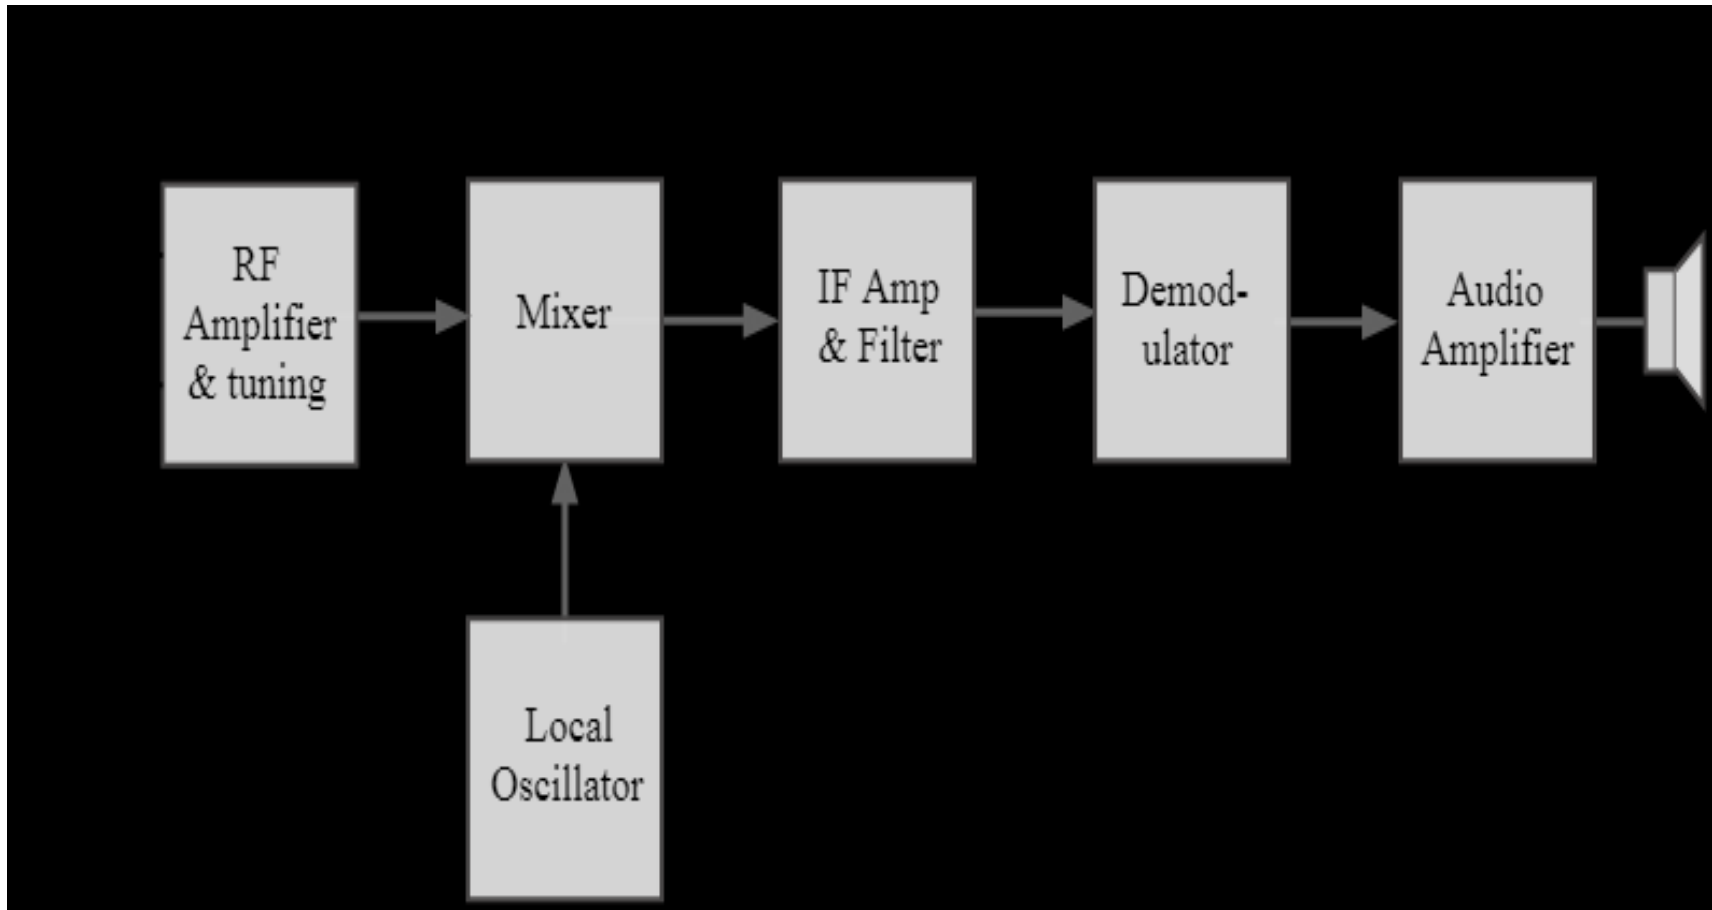 RF
Amplifier
& tuning
Mixer
IF Amp
& Filter
Demod-
ulator
Audio
Amplifier
Local
Oscillator